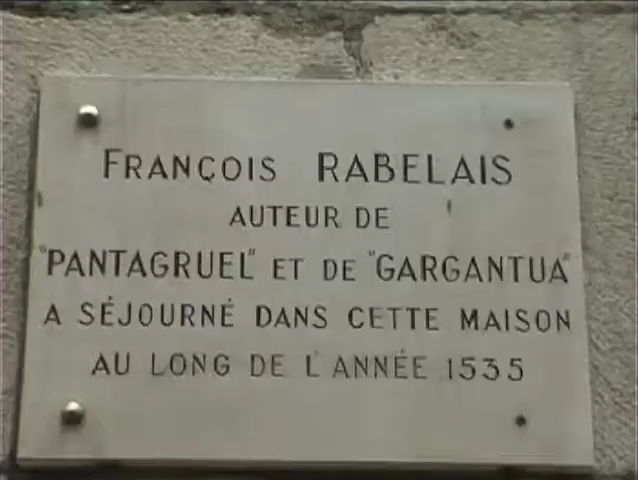 FRANÇOIS RABELAIS
AUTEUR DE
"PANTAGRUEL" ET DE "GARGANTUA"
A SÉJOURNÉ DANS CETTE MAISON
AU LONG DE L'ANNÉE 1535